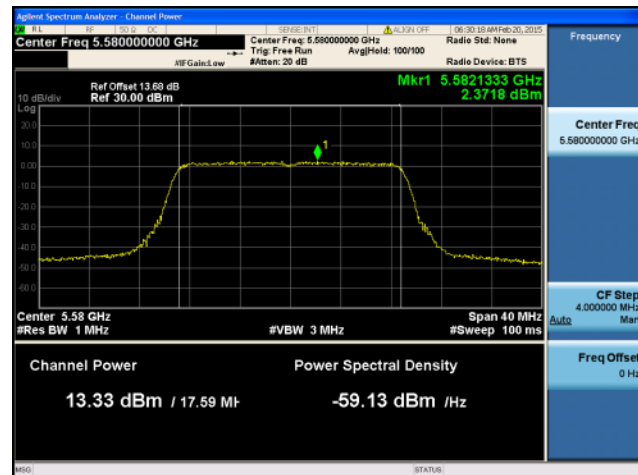 Agilent Spectrum Analyzer - Channel Power
RL RF 50 Ω DC SENSE:INT ALIGN OFF 06:30:18 AM Feb 20, 2015
Center Freq 5.580000000 GHz Center Freq: 5.580000000 GHz Radio Std: None Frequency
Trig: Free Run Avg|Hold: 100/100
#IFGain:Low #Atten: 20 dB Radio Device: BTS
Ref Offset 13.68 dB Mkr1 5.5821333 GHz
10 dB/div Ref 30.00 dBm 2.3718 dBm
Log
20.0
10.0
0.00
-10.0
-20.0
-30.0
-40.0
-50.0
-60.0
1
Center Freq
5.580000000 GHz
Center 5.58 GHz Span 40 MHz
#Res BW 1 MHz #VBW 3 MHz #Sweep 100 ms
CF Step
4.000000 MHz
Auto Man
Channel Power Power Spectral Density
13.33 dBm / 17.59 MH -59.13 dBm /Hz
Freq Offset
0 Hz
MSG STATUS